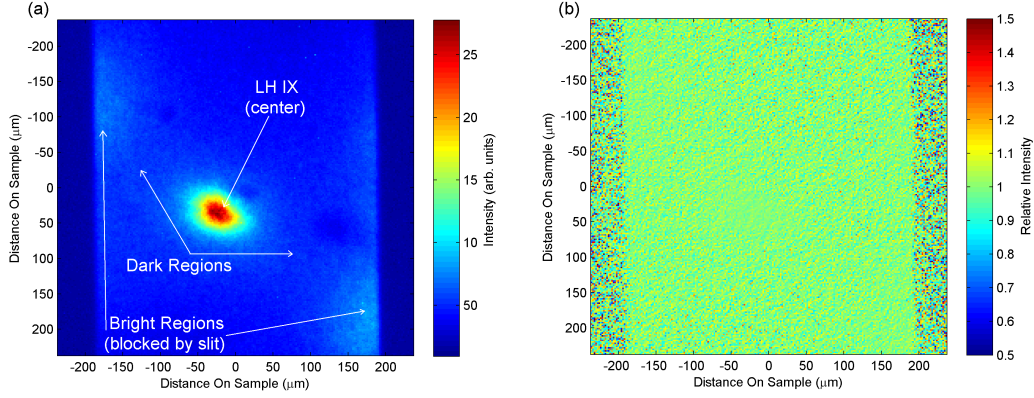 (a)
-200
-150
-100
-50
0
50
100
150
200
Distance On Sample (μm)
-200 -150 -100 -50 0 50 100 150 200
Distance On Sample (μm)
LH IX
(center)
Dark Regions
Bright Regions
(blocked by slit)
25
20
15
10
50
Intensity (arb. units)
(b)
-200
-150
-100
-50
0
50
100
150
200
Distance On Sample (μm)
-200 -150 -100 -50 0 50 100 150 200
Distance On Sample (μm)
1.5
1.4
1.3
1.2
1.1
1
0.9
0.8
0.7
0.6
0.5
Relative Intensity